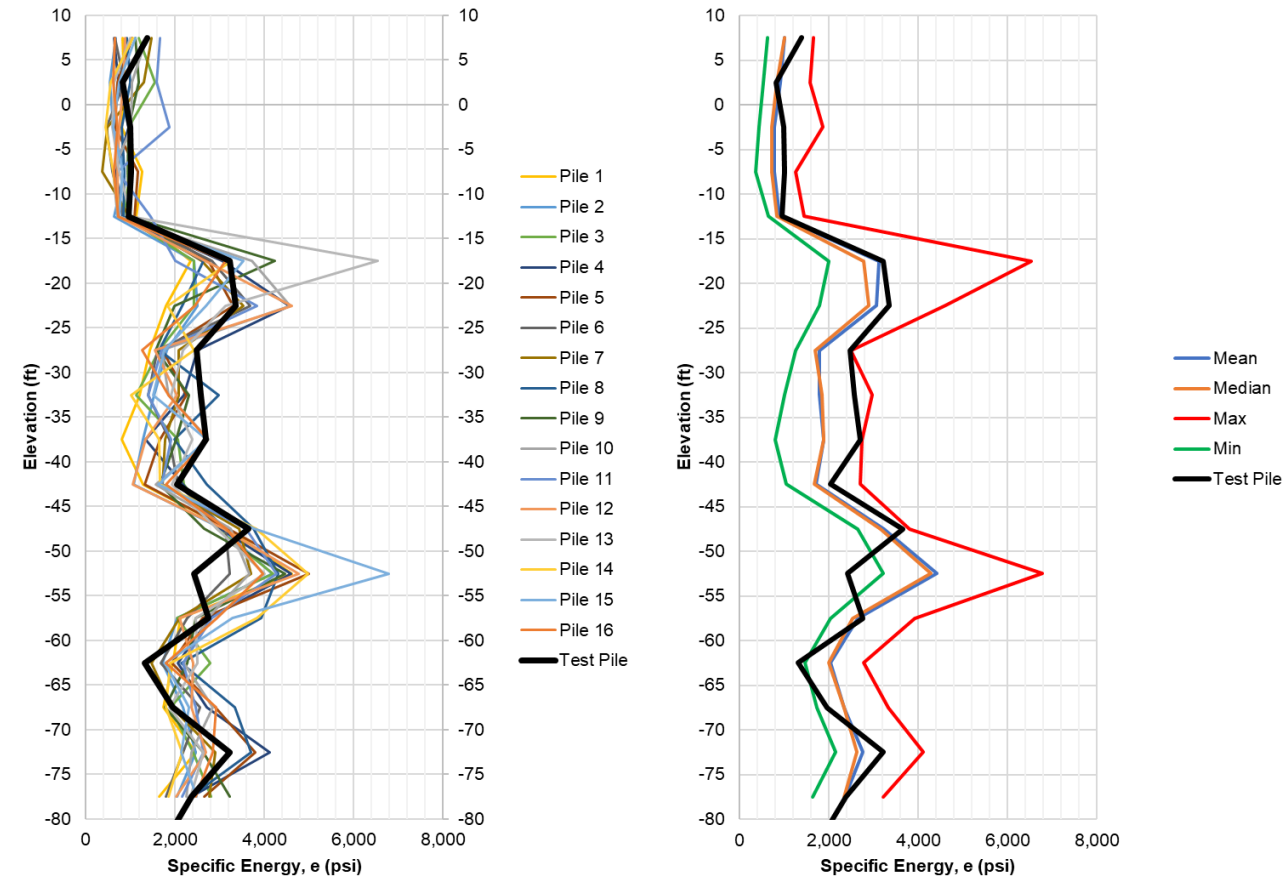 10
5
0
-5
-10
-15
-20
-25
-30
-35
-40
-45
-50
-55
-60
-65
-70
-75
-80
Elevation (ft)
0
2,000
4,000
6,000
8,000
Specific Energy, e (psi)
10
5
0
-5
-10
-15
-20
-25
-30
-35
-40
-45
-50
-55
-60
-65
-70
-75
-80
Pile 1
Pile 2
Pile 3
Pile 4
Pile 5
Pile 6
Pile 7
Pile 8
Pile 9
Pile 10
Pile 11
Pile 12
Pile 13
Pile 14
Pile 15
Pile 16
Test Pile
10
5
0
-5
-10
-15
-20
-25
-30
-35
-40
-45
-50
-55
-60
-65
-70
-75
-80
Elevation (ft)
0
2,000
4,000
6,000
8,000
Specific Energy, e (psi)
Mean
Median
Max
Min
Test Pile